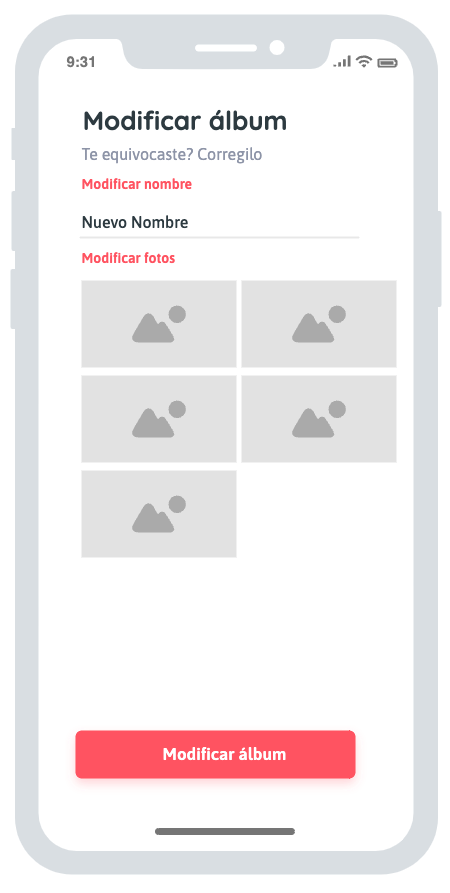 9:31
Modificar álbum
Te equivocaste? Corregilo
Modificar nombre
Nuevo Nombre
Modificar fotos
Modificar álbum